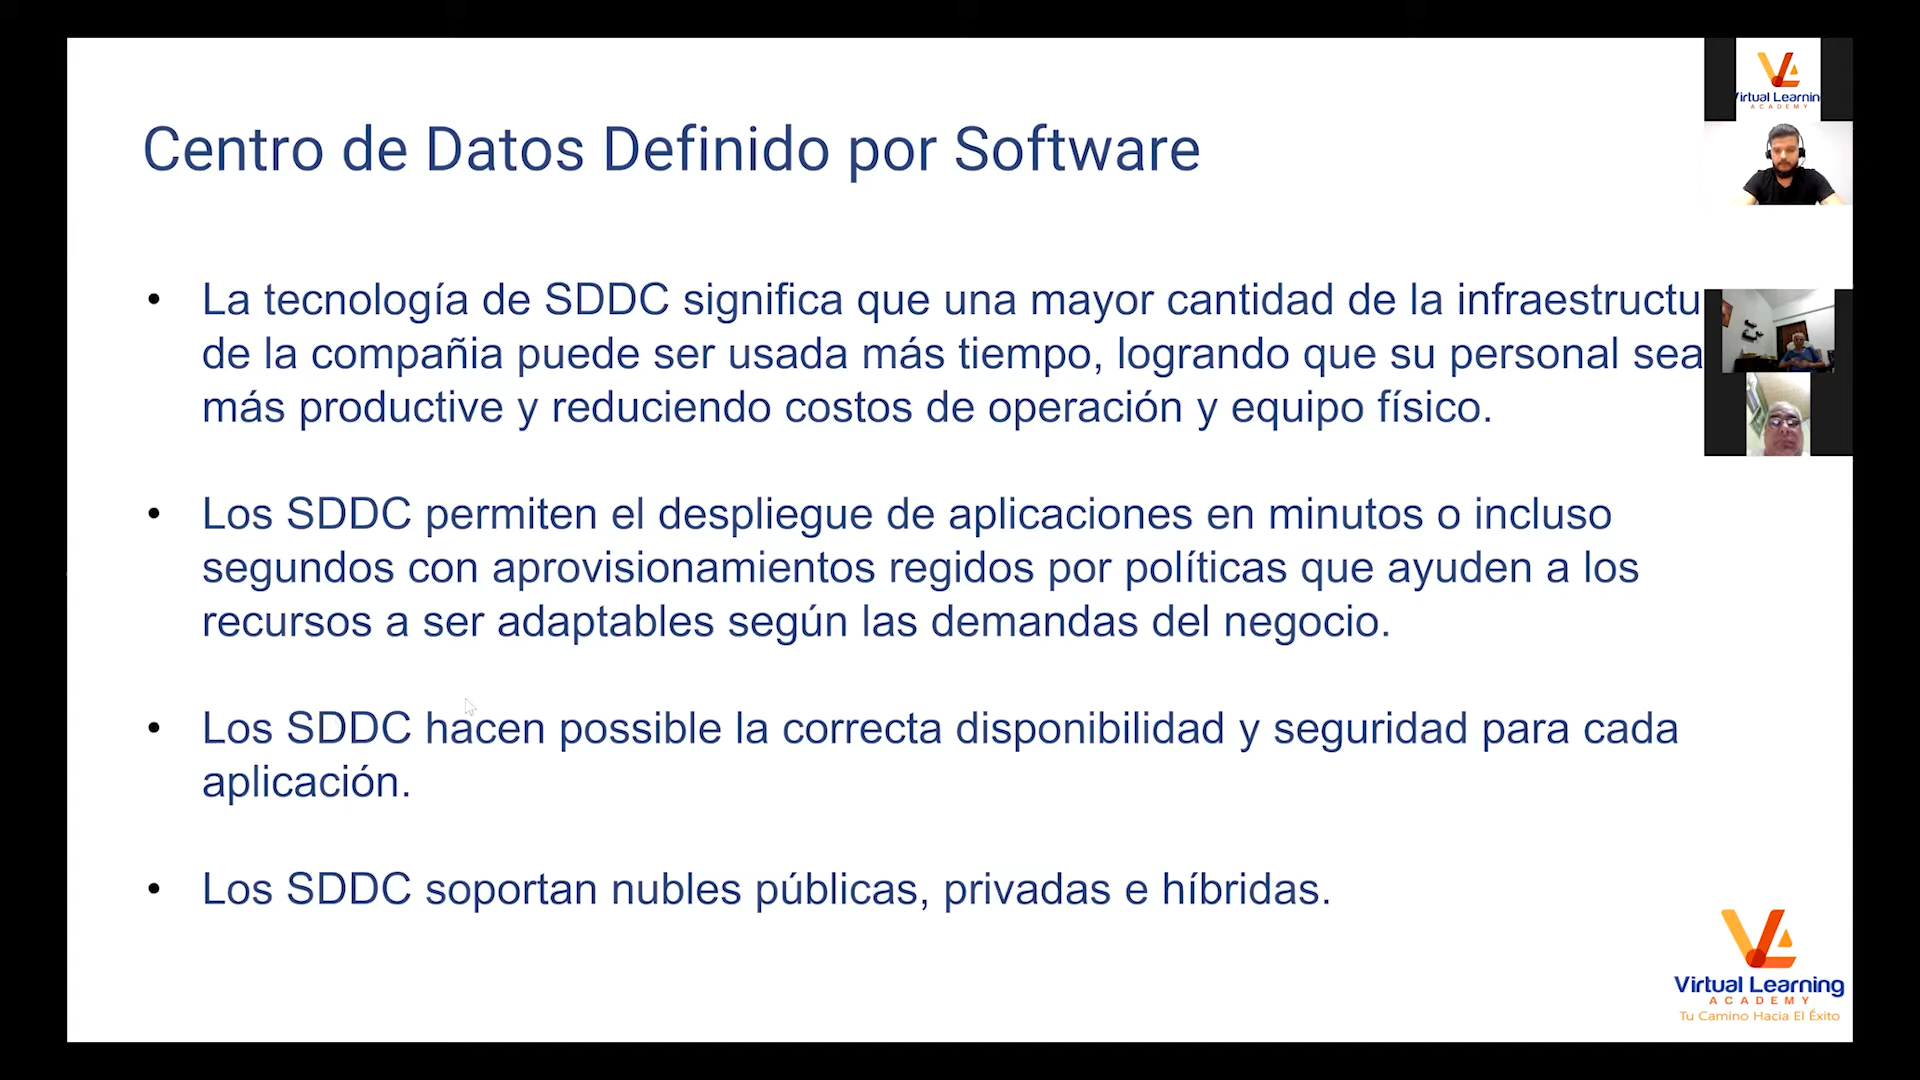 Centro de Datos Definido por Software
• La tecnología de SDDC significa que una mayor cantidad de la infraestructu
de la compañia puede ser usada más tiempo, logrando que su personal sea
más productive y reduciendo costos de operación y equipo físico.
• Los SDDC permiten el despliegue de aplicaciones en minutos o incluso
segundos con aprovisionamientos regidos por políticas que ayuden a los
recursos a ser adaptables según las demandas del negocio.
• Los SDDC hacen possible la correcta disponibilidad y seguridad para cada
aplicación.
• Los SDDC soportan nubles públicas, privadas e híbridas.
Virtual Learning
ACADEMY
Tu Camino Hacia El Éxito
irtual Learnin
ACADEMY